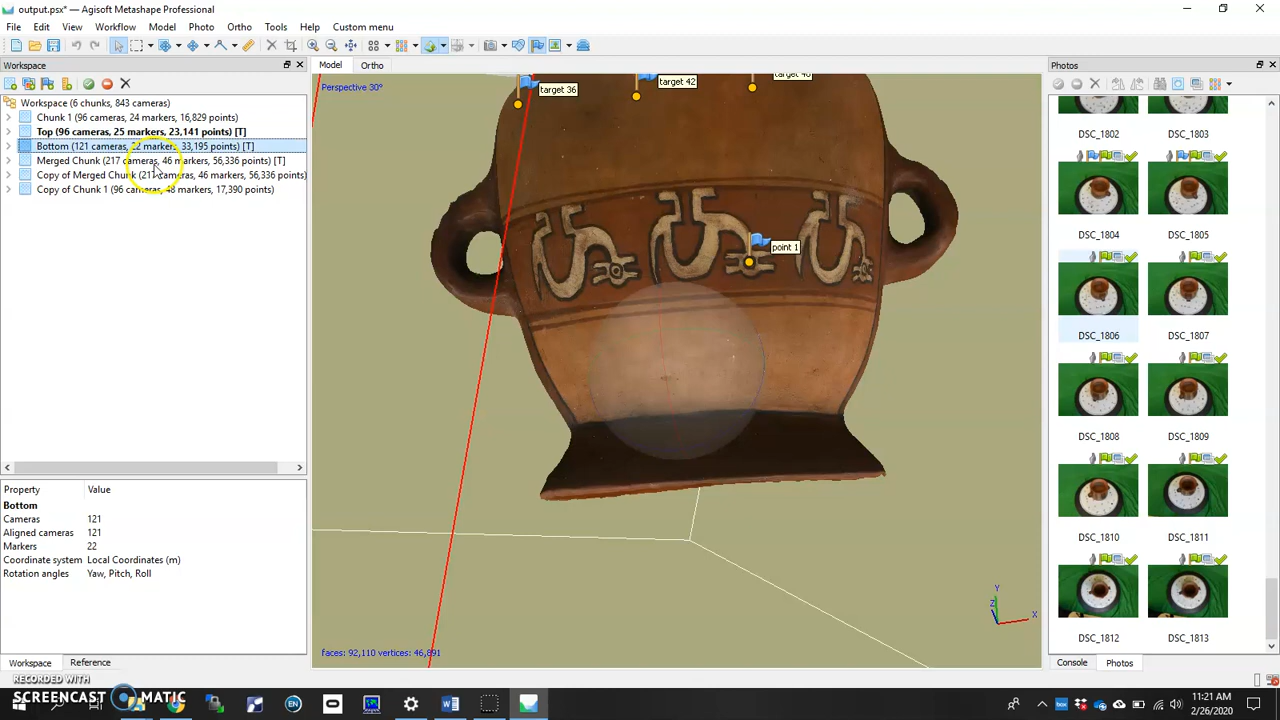 output.psx* — Agisoft Metashape Professional
File Edit View Workflow Model Photo Ortho Tools Help Custom menu
Workspace
Model Ortho
Photos
Perspective 30°
Workspace (6 chunks, 843 cameras)
Chunk 1 (96 cameras, 24 markers, 16,829 points)
Top (96 cameras, 25 markers, 23,141 points) [T]
Bottom (121 cameras, 22 markers, 33,195 points) [T]
Merged Chunk (217 cameras, 46 markers, 56,336 points) [T]
Copy of Merged Chunk (217 cameras, 46 markers, 56,336 points)
Copy of Chunk 1 (96 cameras, 48 markers, 17,390 points)
target 36
target 42
target 40
point 1
DSC_1802 DSC_1803
DSC_1804 DSC_1805
DSC_1806 DSC_1807
DSC_1808 DSC_1809
DSC_1810 DSC_1811
DSC_1812 DSC_1813
Property Value
Bottom
Cameras 121
Aligned cameras 121
Markers 22
Coordinate system Local Coordinates (m)
Rotation angles Yaw, Pitch, Roll
Y
Z
X
faces: 92,110 vertices: 46,891
Workspace Reference
Console Photos
RECORDED WITH
SCREENCAST MATIC
EN
11:21 AM
2/26/2020